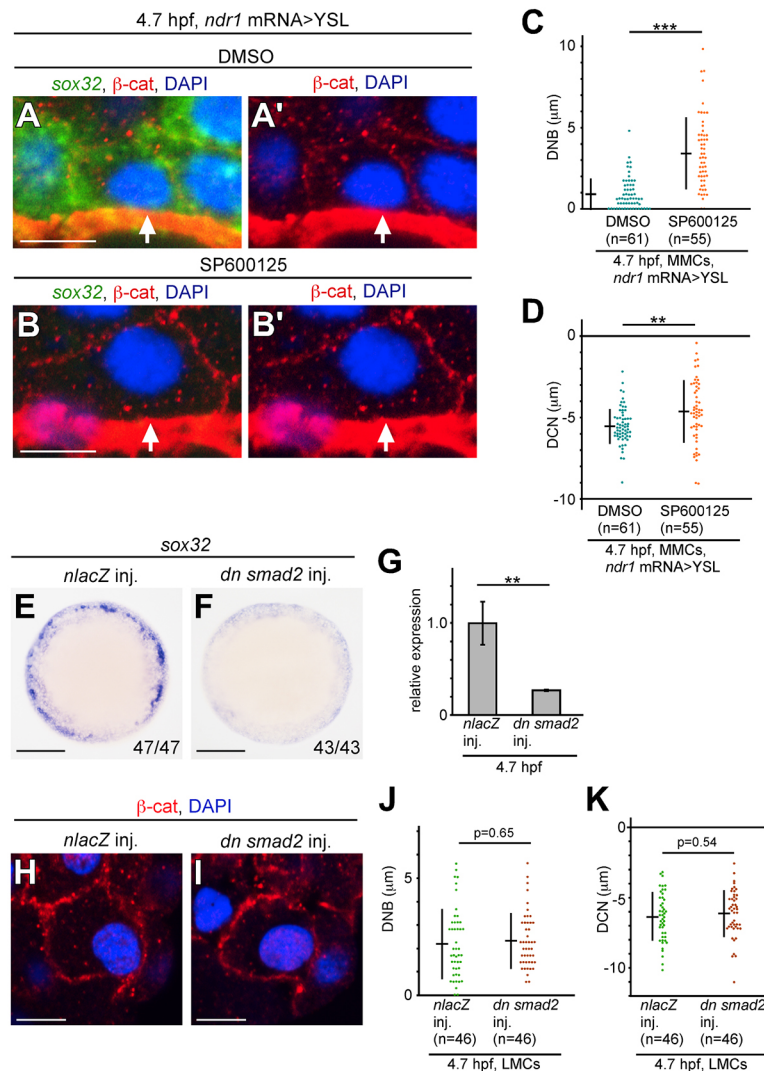 4.7 hpf, ndr1 mRNA>YSL
DMSO
sox32, β-cat, DAPI
β-cat, DAPI
A
A'
SP600125
sox32, β-cat, DAPI
β-cat, DAPI
B
B'
C
***
10
5
0
DNB (μm)
DMSO
(n=61)
SP600125
(n=55)
4.7 hpf, MMCs,
ndr1 mRNA>YSL
D
**
0
-5
-10
DCN (μm)
DMSO
(n=61)
SP600125
(n=55)
4.7 hpf, MMCs,
ndr1 mRNA>YSL
sox32
nlacZ inj.
dn smad2 inj.
E
47/47
F
43/43
G
**
1.0
0
relative expression
nlacZ
inj.
dn smad2
inj.
4.7 hpf
β-cat, DAPI
nlacZ inj.
dn smad2 inj.
H
I
J
p=0.65
5
0
DNB (μm)
nlacZ
inj.
(n=46)
dn smad2
inj.
(n=46)
4.7 hpf, LMCs
K
p=0.54
0
-5
-10
DCN (μm)
nlacZ
inj.
(n=46)
dn smad2
inj.
(n=46)
4.7 hpf, LMCs